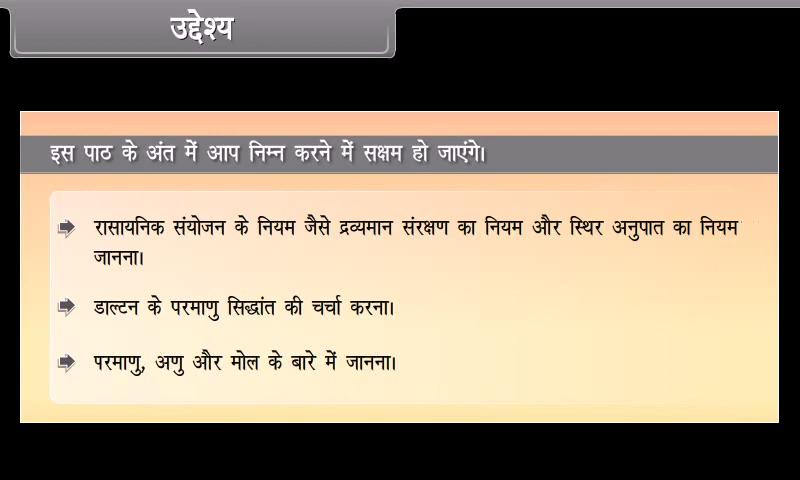 उद्देश्य
इस पाठ के अंत में आप निम्न करने में सक्षम हो जाएंगे।
रासायनिक संयोजन के नियम जैसे द्रव्यमान संरक्षण का नियम और स्थिर अनुपात का नियम
जानना।
डाल्टन के परमाणु सिद्धांत की चर्चा करना।
परमाणु, अणु और मोल के बारे में जानना।